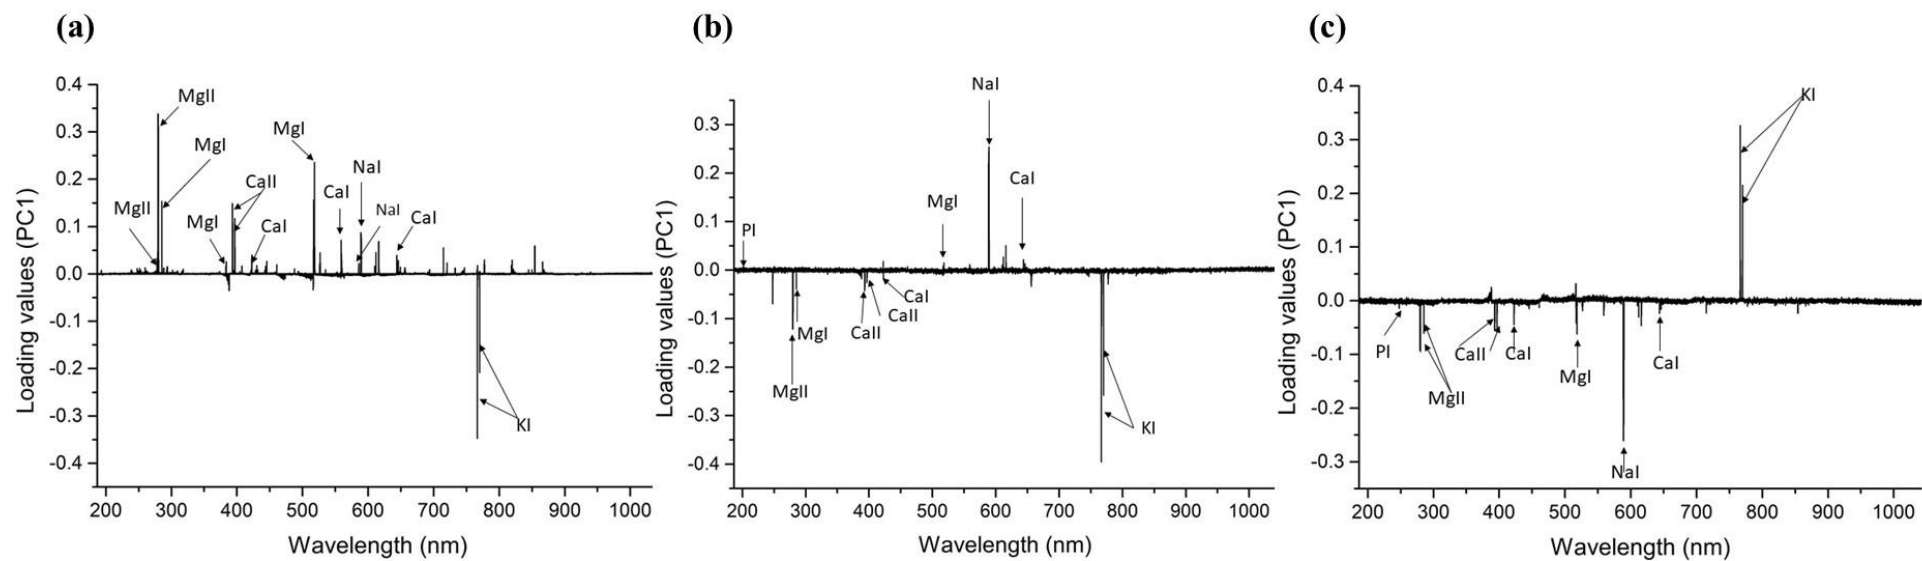 (a)
0.4
0.3
0.2
0.1
0.0
-0.1
-0.2
-0.3
-0.4
Loading values (PC1)
MgII
MgI
MgII
CaII
MgI
CaI
MgI
CaI
NaI
NaI
CaI
KI
200 300 400 500 600 700 800 900 1000
Wavelength (nm)
(b)
0.3
0.2
0.1
0.0
-0.1
-0.2
-0.3
-0.4
Loading values (PC1)
NaI
MgI
CaI
PI
MgI
MgII
CaII
CaII
CaI
KI
200 300 400 500 600 700 800 900 1000
Wavelength (nm)
(c)
0.4
0.3
0.2
0.1
0.0
-0.1
-0.2
-0.3
Loading values (PC1)
KI
PI
MgII
CaII
CaI
MgI
CaI
NaI
200 300 400 500 600 700 800 900 1000
Wavelength (nm)